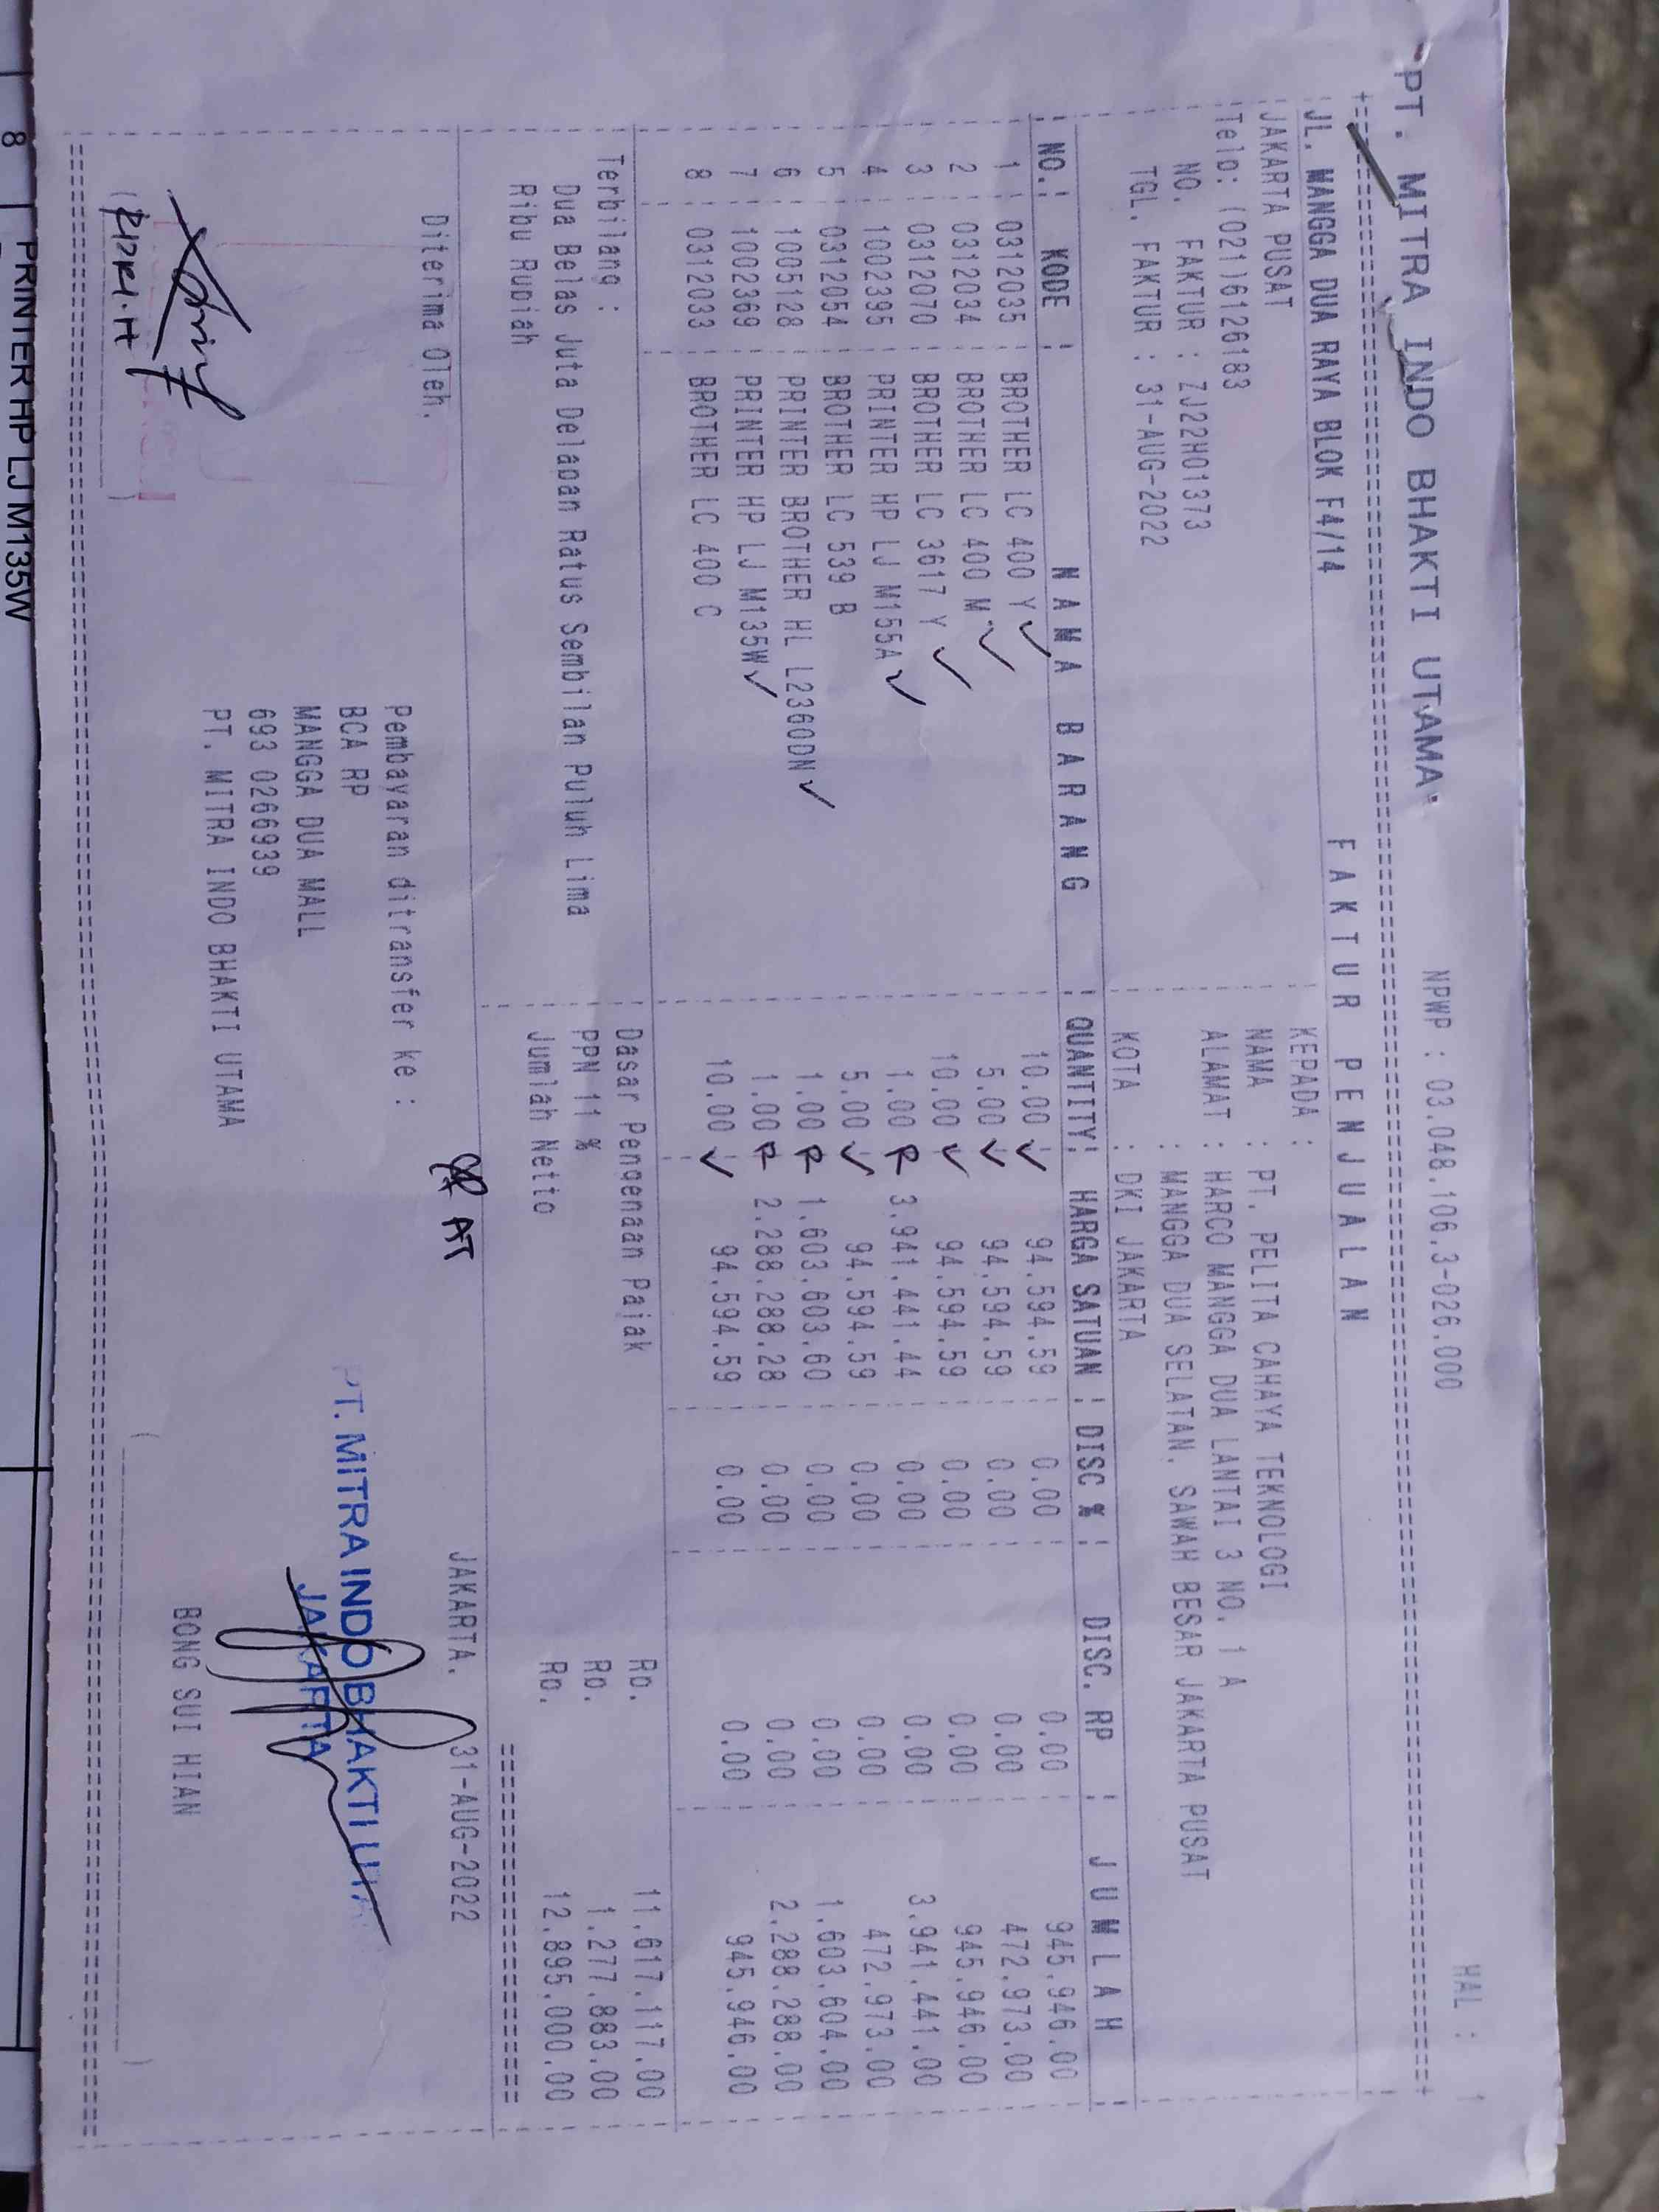 PT. MITRA INDO BHAKTI UTAMA NPWP : 03.048.106.3-026.000 HAL : 1
F A K T U R P E N J U A L A N
JL. MANGGA DUA RAYA BLOK F4/14 KEPADA :
JAKARTA PUSAT NAMA : PT. PELITA CAHAYA TEKNOLOGI
Telp: (021)6126183 ALAMAT : HARCO MANGGA DUA LANTAI 3 NO. 1 A
NO. FAKTUR : ZJ22H01373 : MANGGA DUA SELATAN. SAWAH BESAR JAKARTA PUSAT
TGL. FAKTUR : 31-AUG-2022 KOTA : DKI JAKARTA
NO. KODE N A M A B A R A N G QUANTITY HARGA SATUAN DISC % DISC. RP J U M L A H
1 0312035 BROTHER LC 400 Y ✓ 10.00 ✓ 94.594.59 0.00 0.00 945.946.00
2 0312034 BROTHER LC 400 M ✓ 5.00 ✓ 94.594.59 0.00 0.00 472.973.00
3 0312070 BROTHER LC 3617 Y ✓ 10.00 ✓ 94.594.59 0.00 0.00 945.946.00
4 1002395 PRINTER HP LJ M155A ✓ 1.00 R 3.941.441.44 0.00 0.00 3.941.441.00
5 0312054 BROTHER LC 539 B 5.00 ✓ 94.594.59 0.00 0.00 472.973.00
6 1005128 PRINTER BROTHER HL L2360DN ✓ 1.00 R 1.603.603.60 0.00 0.00 1.603.604.00
7 1002369 PRINTER HP LJ M135W ✓ 1.00 R 2.288.288.28 0.00 0.00 2.288.288.00
8 0312033 BROTHER LC 400 C 10.00 ✓ 94.594.59 0.00 0.00 945.946.00
Terbilang : Dasar Pengenaan Pajak Rp. 11.617.117.00
Dua Belas Juta Delapan Ratus Sembilan Puluh Lima PPN 11 % Rp. 1.277.883.00
Ribu Rupiah Jumlah Netto Rp. 12.895.000.00
AT
JAKARTA. 31-AUG-2022
Diterima Oleh. Pembayaran ditransfer ke :
BCA RP
MANGGA DUA MALL
693 0266939
PT. MITRA INDO BHAKTI UTAMA
PT. MITRA INDO BHAKTI UTA
JAKARTA
(RIZKI.H) BONG SUI HIAN
8 PRINTER HP LJ M135W